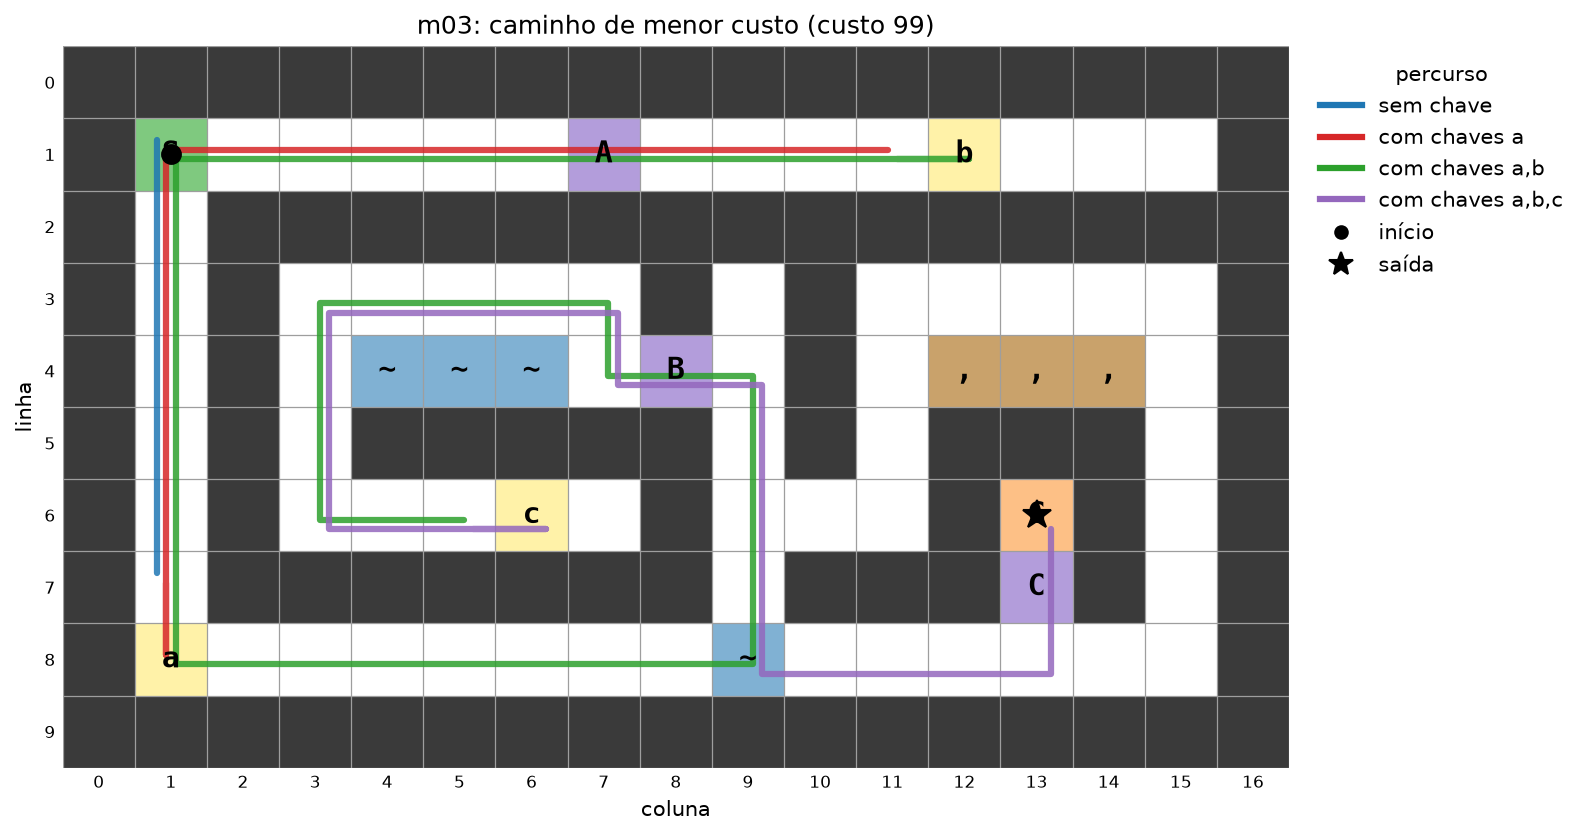 m03: caminho de menor custo (custo 99)
percurso
sem chave
com chaves a
com chaves a,b
com chaves a,b,c
início
saída
0
1
A
b
2
3
4
~
~
~
B
,
,
,
5
6
c
7
C
8
a
~
9
linha
0 1 2 3 4 5 6 7 8 9 10 11 12 13 14 15 16
coluna